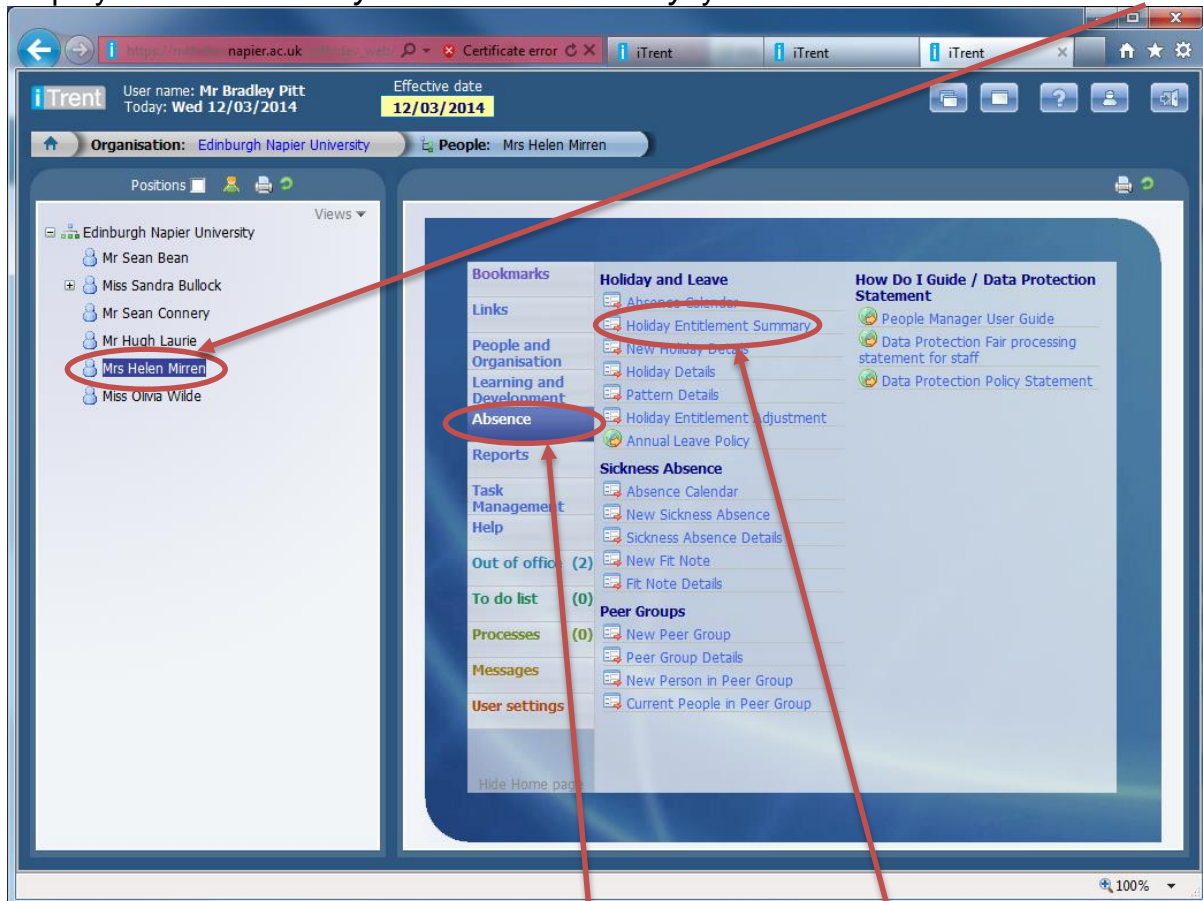 napier.ac.uk
Certificate error
iTrent
iTrent
iTrent
iTrent
User name: Mr Bradley Pitt
Today: Wed 12/03/2014
Effective date
12/03/2014
Organisation: Edinburgh Napier University
People: Mrs Helen Mirren
Positions
Views
Edinburgh Napier University
Mr Sean Bean
Miss Sandra Bullock
Mr Sean Connery
Mr Hugh Laurie
Mrs Helen Mirren
Miss Olivia Wilde
Bookmarks
Links
People and
Organisation
Learning and
Development
Absence
Reports
Task
Management
Help
Out of office (2)
To do list (0)
Processes (0)
Messages
User settings
Hide Home page
Holiday and Leave
Absence Calendar
Holiday Entitlement Summary
New Holiday Details
Holiday Details
Pattern Details
Holiday Entitlement Adjustment
Annual Leave Policy
Sickness Absence
Absence Calendar
New Sickness Absence
Sickness Absence Details
New Fit Note
Fit Note Details
Peer Groups
New Peer Group
Peer Group Details
New Person in Peer Group
Current People in Peer Group
How Do I Guide / Data Protection
Statement
People Manager User Guide
Data Protection Fair processing
statement for staff
Data Protection Policy Statement
100%